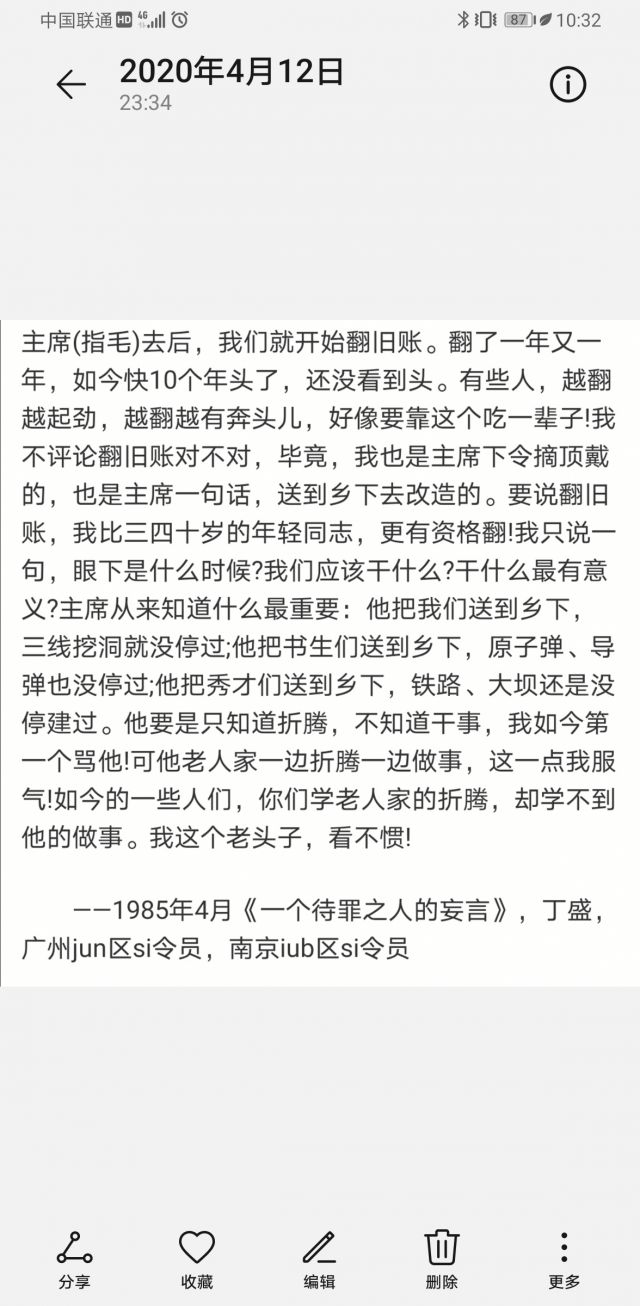 中国联通 HD 46 10:32 87
2020年4月12日
23:34
主席(指毛)去后，我们就开始翻旧账。翻了一年又一
年，如今快10个年头了，还没看到头。有些人，越翻
越起劲，越翻越有奔头儿，好像要靠这个吃一辈子!我
不评论翻旧账对不对，毕竟，我也是主席下令摘顶戴
的，也是主席一句话，送到乡下去改造的。要说翻旧
账，我比三四十岁的年轻同志，更有资格翻!我只说一
句，眼下是什么时候?我们应该干什么?干什么最有意
义?主席从来知道什么最重要：他把我们送到乡下，
三线挖洞就没停过;他把书生们送到乡下，原子弹、导
弹也没停过;他把秀才们送到乡下，铁路、大坝还是没
停建过。他要是只知道折腾，不知道干事，我如今第
一个骂他!可他老人家一边折腾一边做事，这一点我服
气!如今的一些人们，你们学老人家的折腾，却学不到
他的做事。我这个老头子，看不惯!
——1985年4月《一个待罪之人的妄言》，丁盛，
广州jun区si令员，南京iub区si令员
分享 收藏 编辑 删除 更多